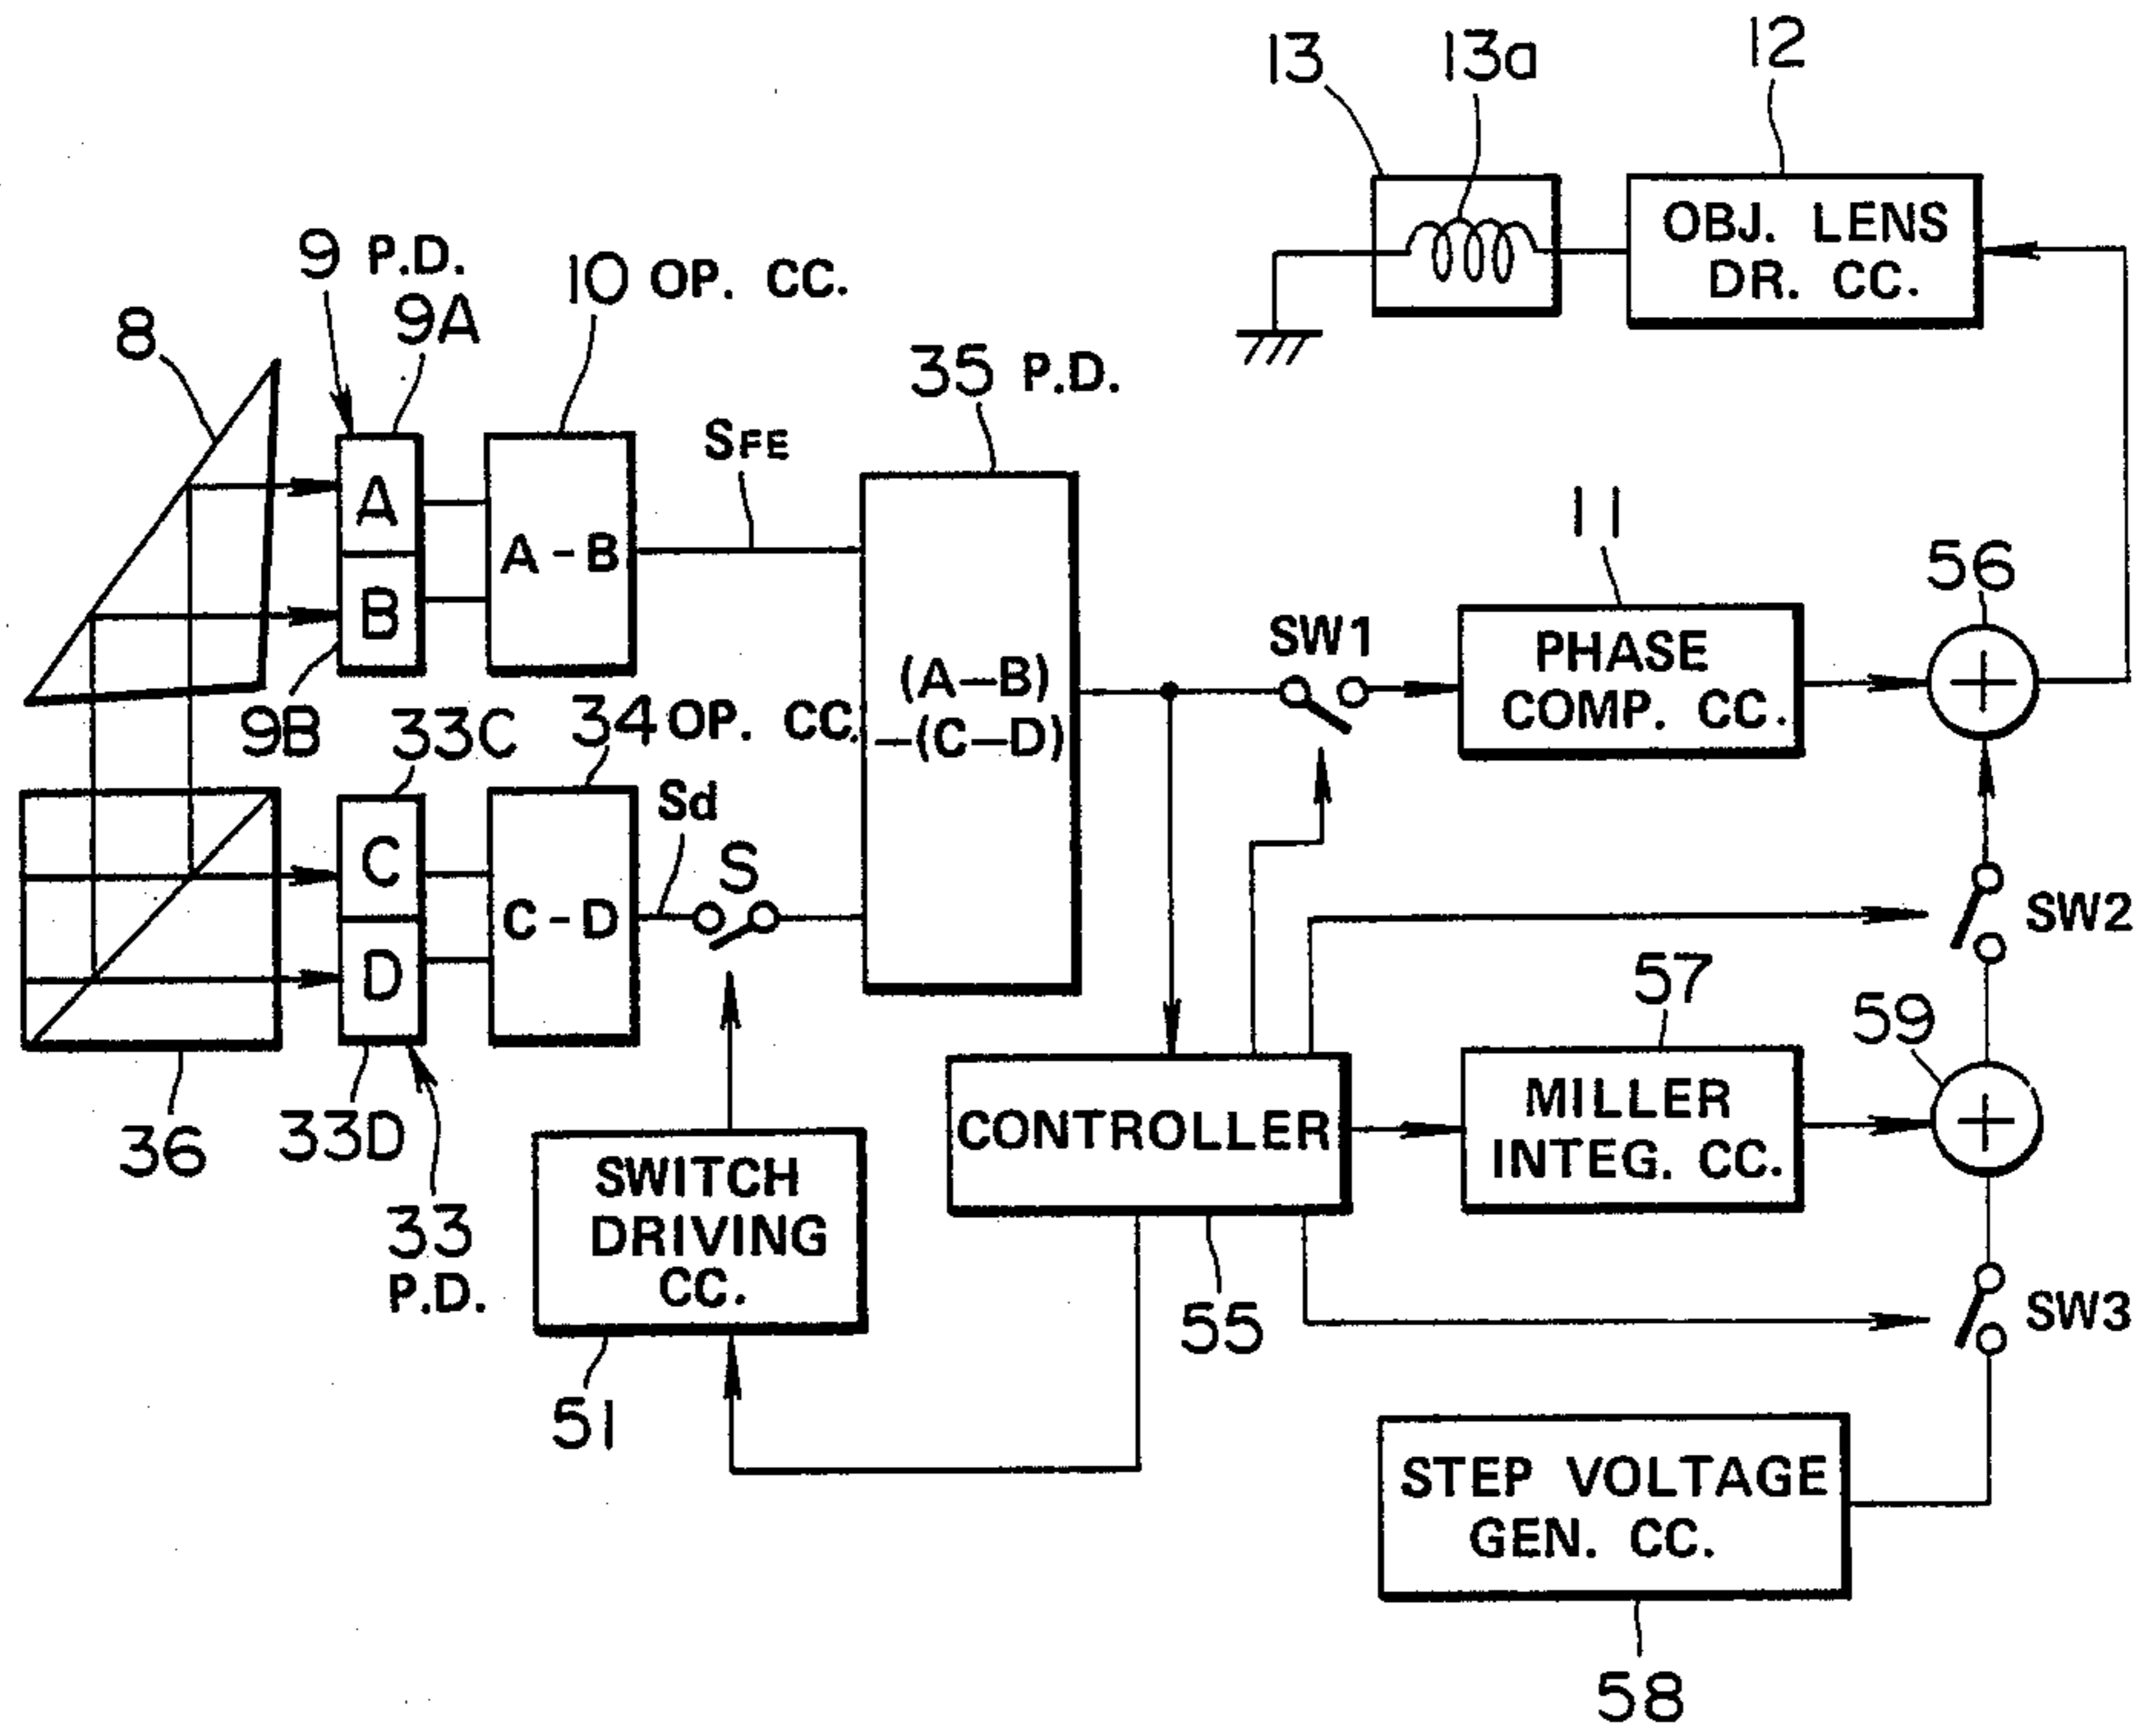 13
13a
12
OBJ. LENS
DR. CC.
9 P.D.
9A
10 OP. CC.
8
35 P.D.
SFE
A
B
A-B
9B
11
56
SW1
PHASE
COMP. CC.
(A-B)
-(C-D)
33C
34 OP. CC.
Sd
S
C
D
C-D
SW2
36
33D
33
P.D.
57
59
CONTROLLER
MILLER
INTEG. CC.
SWITCH
DRIVING
CC.
51
55
SW3
STEP VOLTAGE
GEN. CC.
58